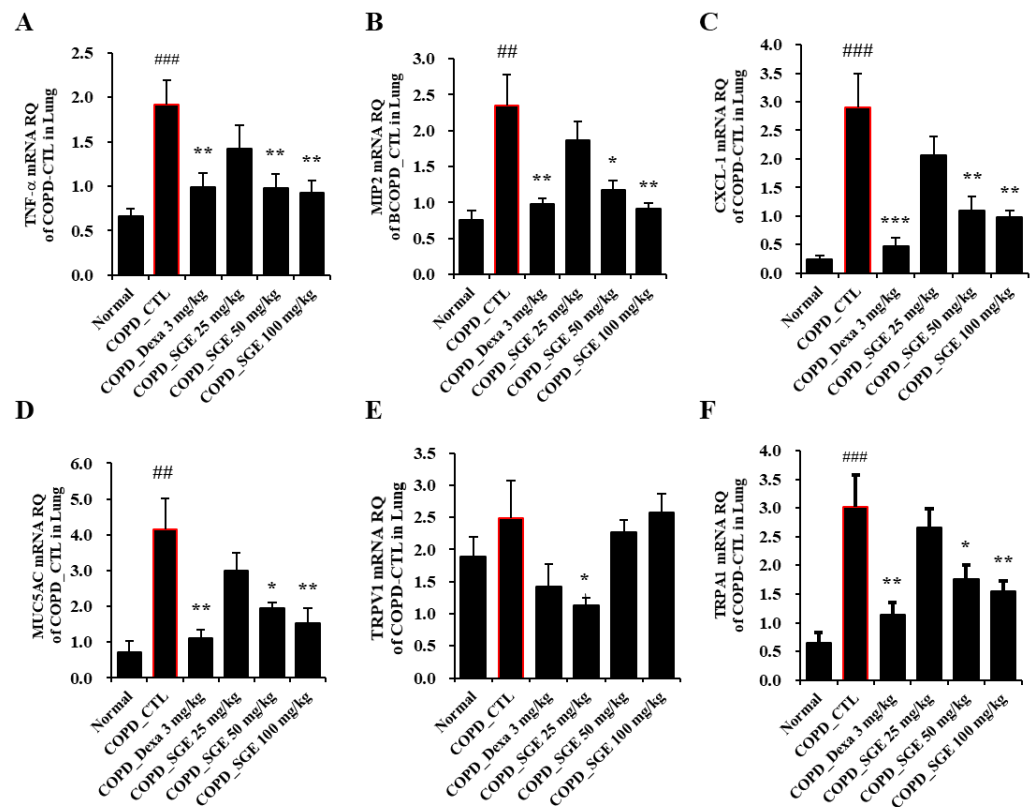 A
TNF-α mRNA RQ
of COPD-CTL in Lung
2.5
2.0
1.5
1.0
0.5
0.0
###
**
**
**
Normal
COPD_CTL
COPD_Dexa 3 mg/kg
COPD_SGE 25 mg/kg
COPD_SGE 50 mg/kg
COPD_SGE 100 mg/kg
B
MIP2 mRNA RQ
of BCOPD_CTL in Lung
3.0
2.5
2.0
1.5
1.0
0.5
0.0
##
**
*
**
Normal
COPD_CTL
COPD_Dexa 3 mg/kg
COPD_SGE 25 mg/kg
COPD_SGE 50 mg/kg
COPD_SGE 100 mg/kg
C
CXCL-1 mRNA RQ
of COPD-CTL in Lung
4.0
3.5
3.0
2.5
2.0
1.5
1.0
0.5
0.0
###
***
**
**
Normal
COPD_CTL
COPD_Dexa 3 mg/kg
COPD_SGE 25 mg/kg
COPD_SGE 50 mg/kg
COPD_SGE 100 mg/kg
D
MUC5AC mRNA RQ
of COPD_CTL in Lung
6.0
5.0
4.0
3.0
2.0
1.0
0.0
##
**
*
**
Normal
COPD_CTL
COPD_Dexa 3 mg/kg
COPD_SGE 25 mg/kg
COPD_SGE 50 mg/kg
COPD_SGE 100 mg/kg
E
TRPV1 mRNA RQ
of COPD-CTL in Lung
3.5
3.0
2.5
2.0
1.5
1.0
0.5
0.0
*
Normal
COPD_CTL
COPD_Dexa 3 mg/kg
COPD_SGE 25 mg/kg
COPD_SGE 50 mg/kg
COPD_SGE 100 mg/kg
F
TRPA1 mRNA RQ
of COPD-CTL in Lung
4.0
3.5
3.0
2.5
2.0
1.5
1.0
0.5
0.0
###
**
*
**
Normal
COPD_CTL
COPD_Dexa 3 mg/kg
COPD_SGE 25 mg/kg
COPD_SGE 50 mg/kg
COPD_SGE 100 mg/kg